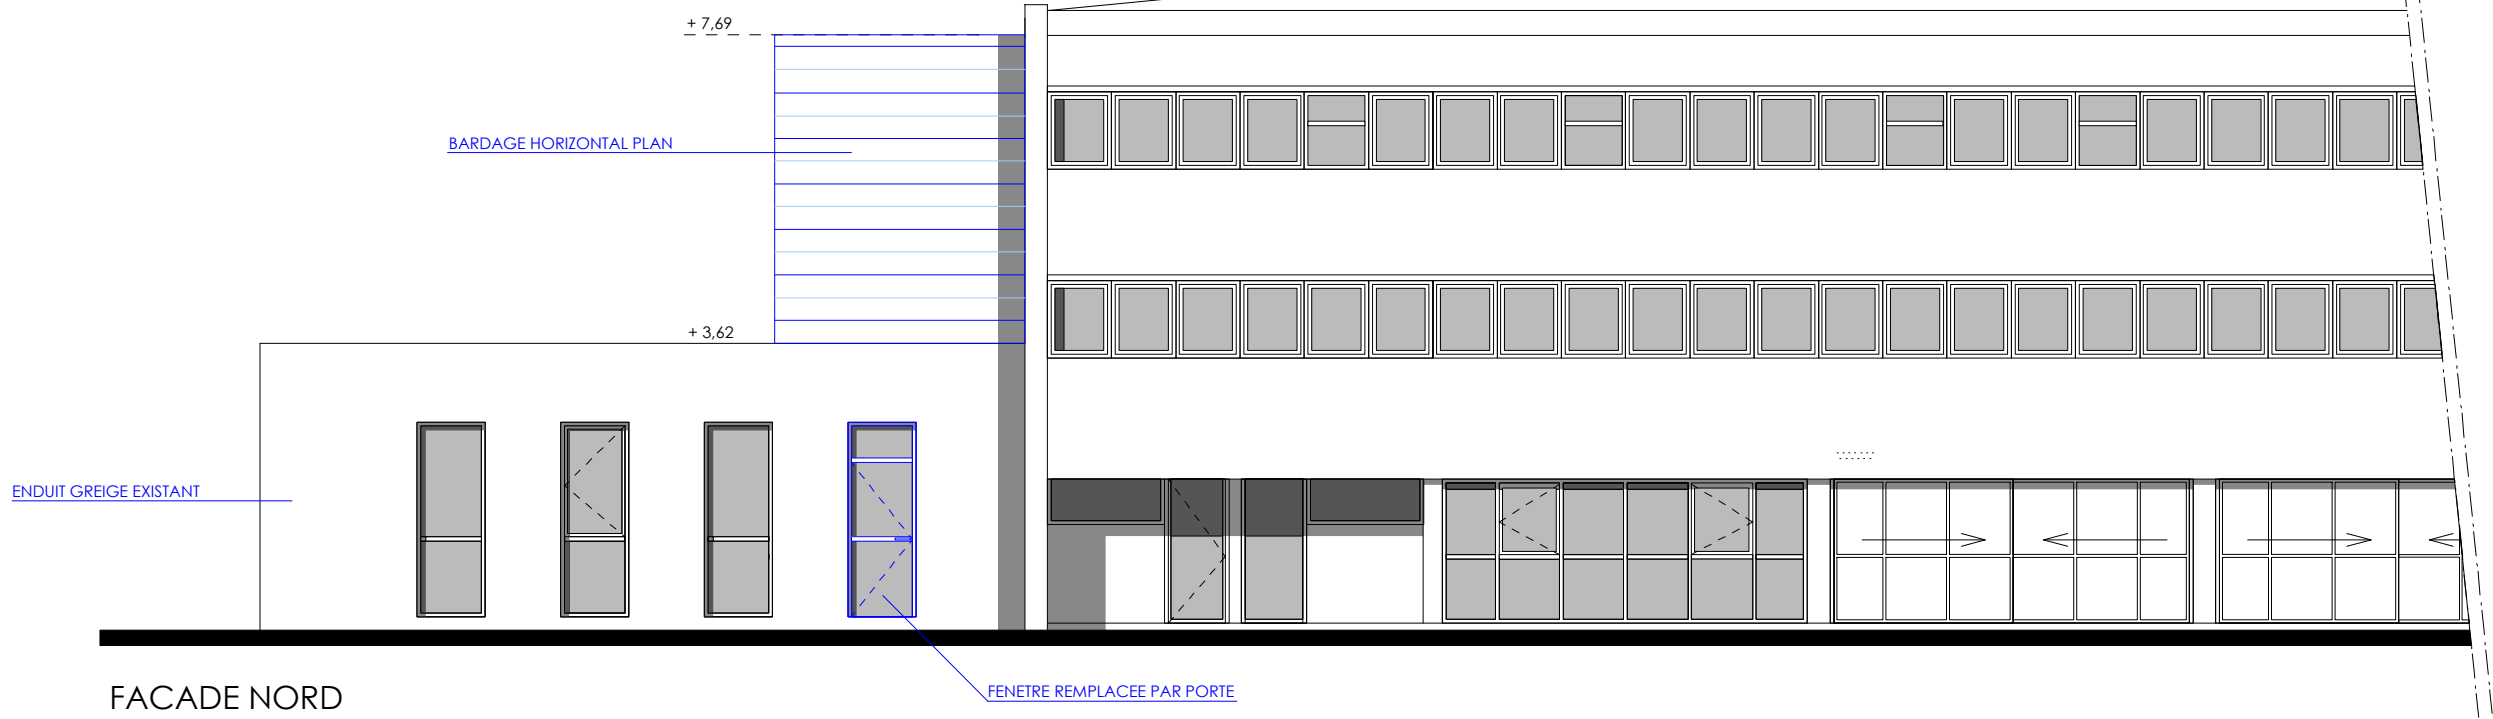 + 7,69
BARDAGE HORIZONTAL PLAN
+ 3,62
ENDUIT GREIGE EXISTANT
FENETRE REMPLACEE PAR PORTE
FACADE NORD